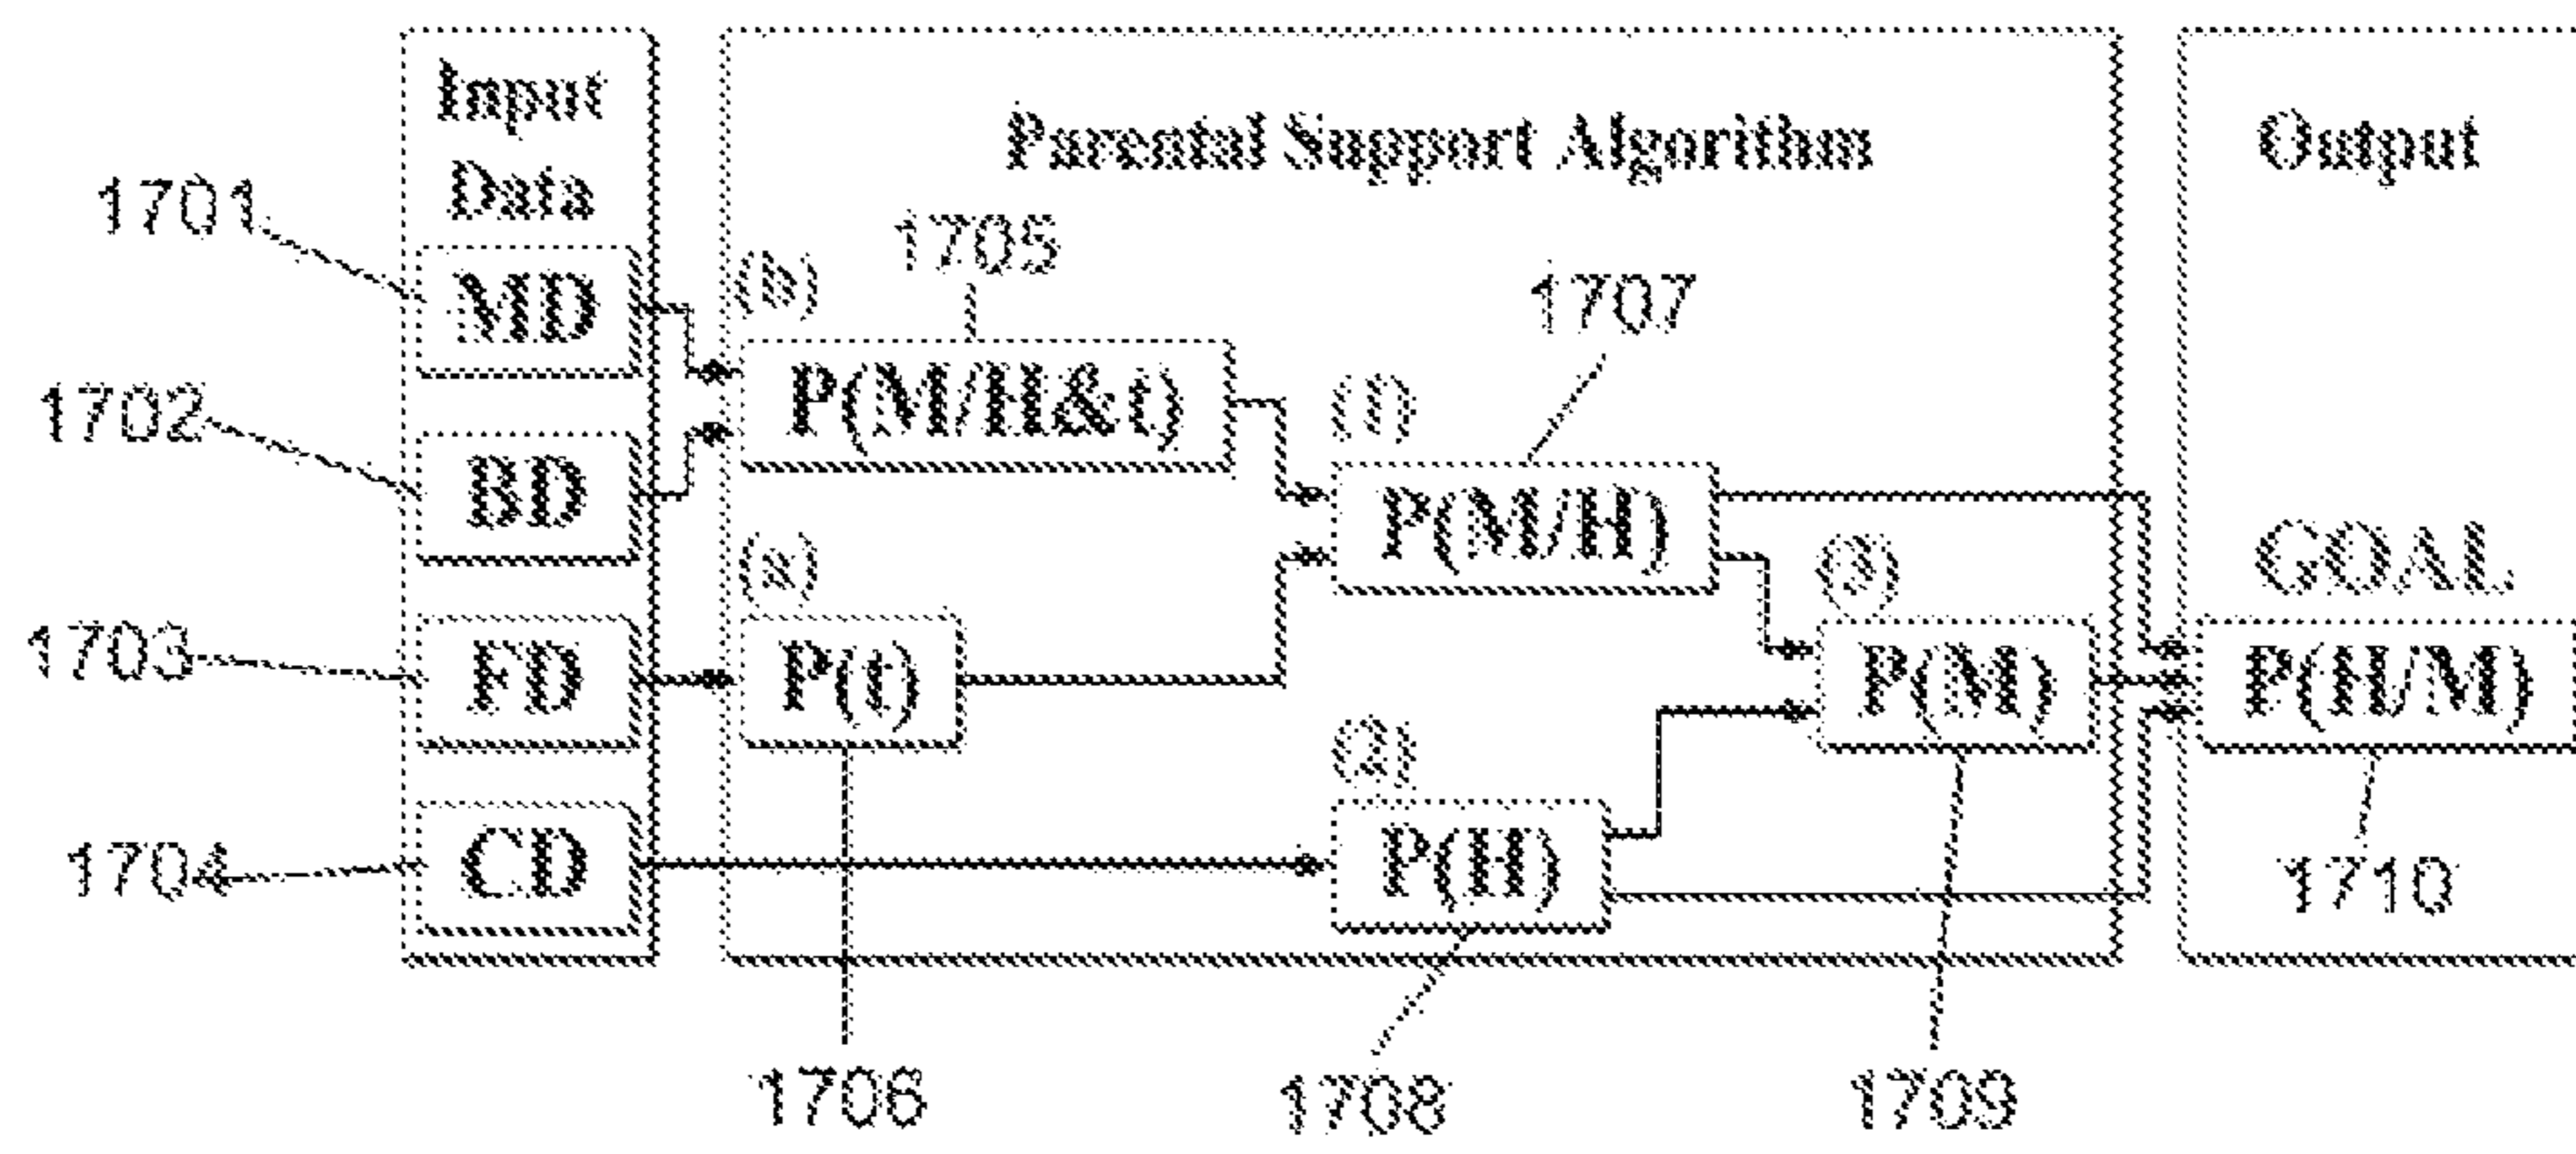 Input
Data
Parental Support Algorithm
Output
1701
MD
(b)
1705
1707
1702
BD
P(M/H&t)
(1)
P(M/H)
(a)
(3)
GOAL
1703
FD
P(t)
P(M)
P(H/M)
(2)
1704
CD
P(H)
1710
1706
1708
1709